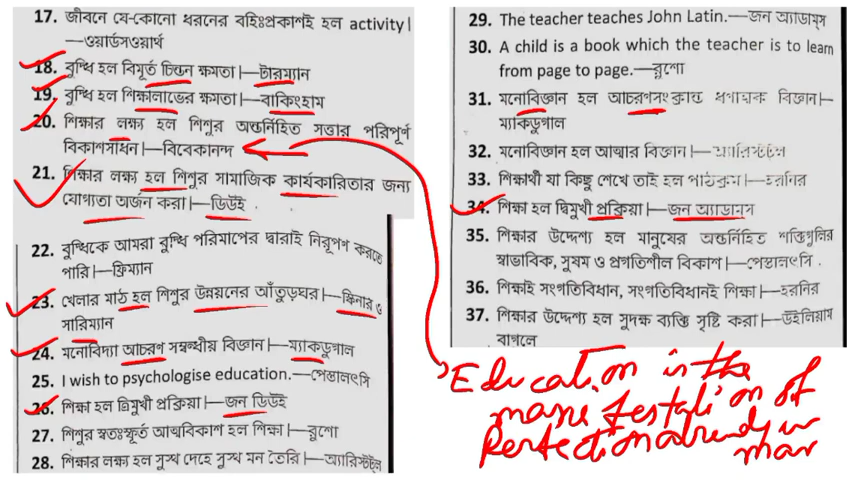 17. জীবনে যে-কোনো ধরনের বহিঃপ্রকাশই হল activity।
—ওয়ার্ডসওয়ার্থ
18. বুদ্ধি হল বিমূর্ত চিন্তন ক্ষমতা।—টারম্যান
19. বুদ্ধি হল শিক্ষালাভের ক্ষমতা।—বাকিংহাম
20. শিক্ষার লক্ষ্য হল শিশুর অন্তর্নিহিত সত্তার পরিপূর্ণ
বিকাশসাধন।—বিবেকানন্দ
21. শিক্ষার লক্ষ্য হল শিশুর সামাজিক কার্যকারিতার জন্য
যোগ্যতা অর্জন করা।—ডিউই
22. বুদ্ধিকে আমরা বুদ্ধি পরিমাপের দ্বারাই নিরূপণ করতে
পারি।—ফ্রিম্যান
23. খেলার মাঠ হল শিশুর উন্নয়নের আঁতুড়ঘর।—স্কিনার ও
সারিম্যান
24. মনোবিদ্যা আচরণ সম্বন্ধীয় বিজ্ঞান।—ম্যাকডুগাল
25. I wish to psychologise education.—পেস্তালৎসি
26. শিক্ষা হল ত্রিমুখী প্রক্রিয়া।—জন ডিউই
27. শিশুর স্বতঃস্ফূর্ত আত্মবিকাশ হল শিক্ষা।—রুশো
28. শিক্ষার লক্ষ্য হল সুস্থ দেহে সুস্থ মন তৈরি।—অ্যারিস্টট্ল
29. The teacher teaches John Latin.—জন অ্যাডাম্স
30. A child is a book which the teacher is to learn
from page to page.—রুশো
31. মনোবিজ্ঞান হল আচরণসংক্রান্ত ধণাত্মক বিজ্ঞান।—
ম্যাকডুগাল
32. মনোবিজ্ঞান হল আত্মার বিজ্ঞান।—অ্যারিস্টট্ল
33. শিক্ষার্থী যা কিছু শেখে তাই হল পাঠক্রম।—হরনির
34. শিক্ষা হল দ্বিমুখী প্রক্রিয়া।—জন অ্যাডাম্স
35. শিক্ষার উদ্দেশ্য হল মানুষের অন্তর্নিহিত শক্তিগুলির
স্বাভাবিক, সুষম ও প্রগতিশীল বিকাশ।—পেস্তালৎসি.
36. শিক্ষাই সংগতিবিধান, সংগতিবিধানই শিক্ষা।—হরনির
37. শিক্ষার উদ্দেশ্য হল সুদক্ষ ব্যক্তি সৃষ্টি করা।—উইলিয়াম
বাগলে
Education is the
manifestation of
Perfection already in
man